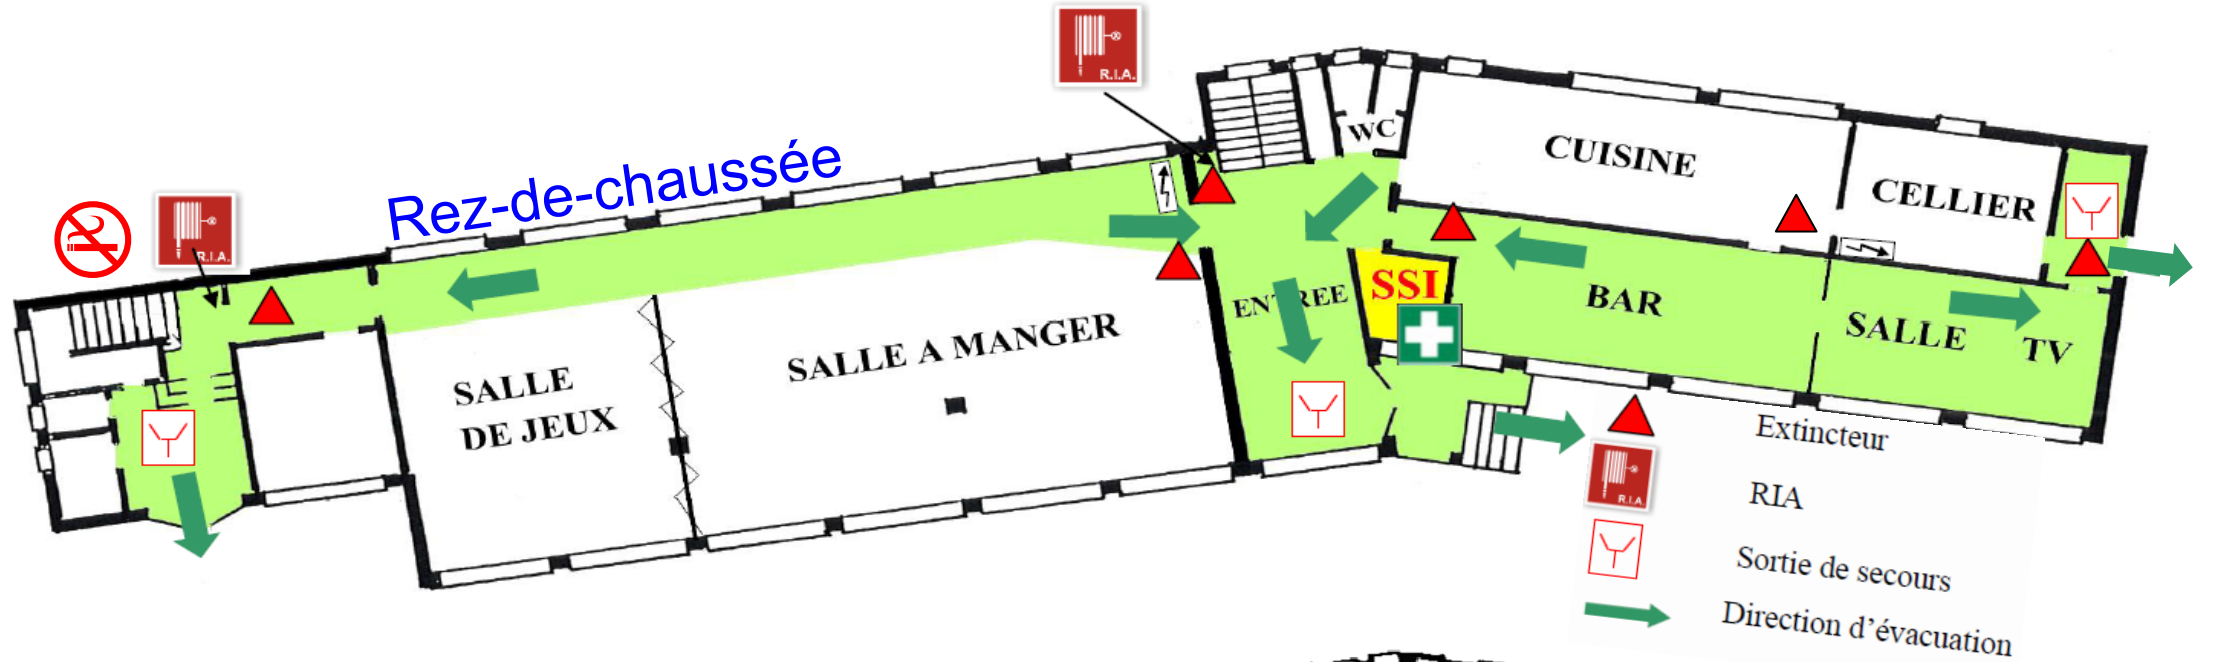 R.I.A.
Rez-de-chaussée
R.I.A.
WC
CUISINE
CELLIER
SSI
ENTREE
BAR
SALLE TV
SALLE A MANGER
SALLE
DE JEUX
Extincteur
R.I.A
RIA
Sortie de secours
Direction d’évacuation